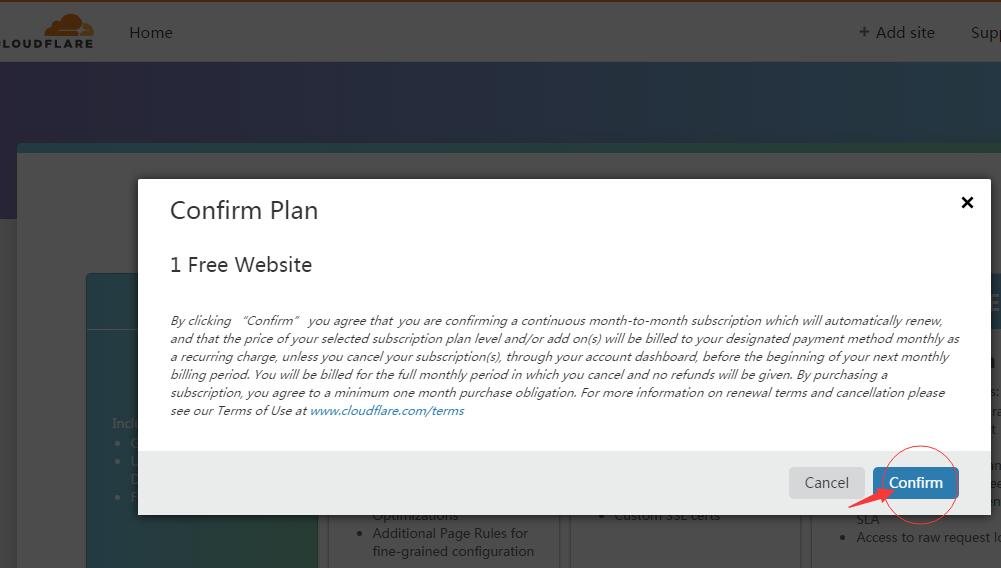 Home
+ Add site
Confirm Plan
1 Free Website
By clicking “Confirm” you agree that you are confirming a continuous month-to-month subscription which will automatically renew,
and that the price of your selected subscription plan level and/or add on(s) will be billed to your designated payment method monthly as
a recurring charge, unless you cancel your subscription(s), through your account dashboard, before the beginning of your next monthly
billing period. You will be billed for the full monthly period in which you cancel and no refunds will be given. By purchasing a
subscription, you agree to a minimum one month purchase obligation. For more information on renewal terms and cancellation please
see our Terms of Use at www.cloudflare.com/terms
Cancel
Confirm
Optimizations
• Additional Page Rules for
fine-grained configuration
• Custom SSL certs
SLA
• Access to raw request